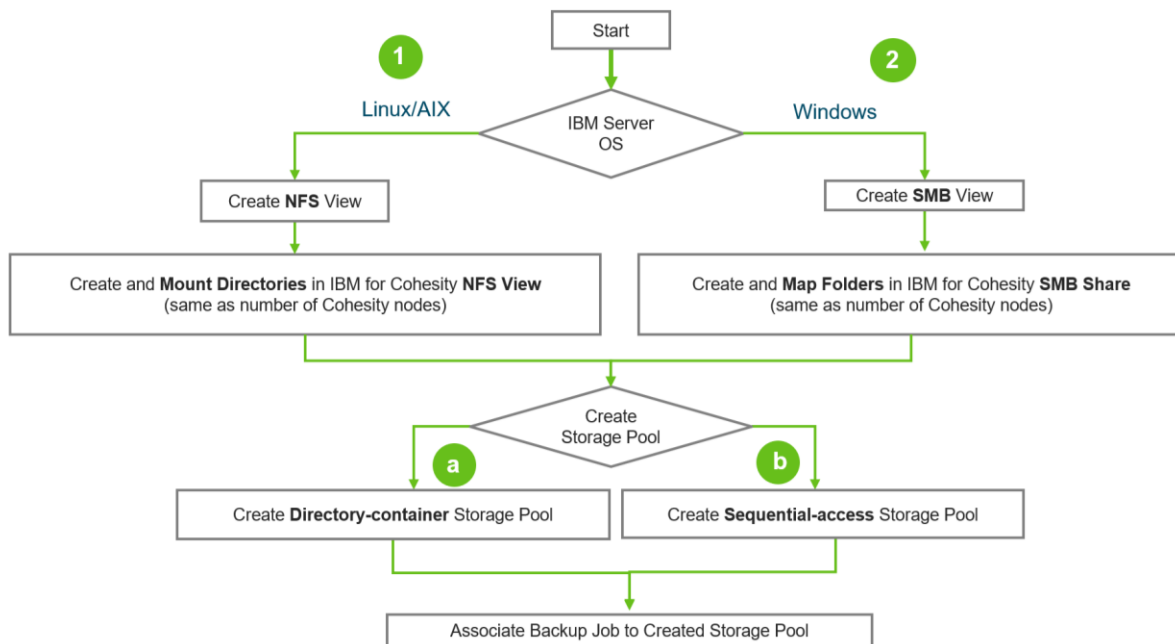 Start
1
2
Linux/AIX
Windows
IBM Server
OS
Create NFS View
Create SMB View
Create and Mount Directories in IBM for Cohesity NFS View
(same as number of Cohesity nodes)
Create and Map Folders in IBM for Cohesity SMB Share
(same as number of Cohesity nodes)
Create
Storage Pool
a
b
Create Directory-container Storage Pool
Create Sequential-access Storage Pool
Associate Backup Job to Created Storage Pool